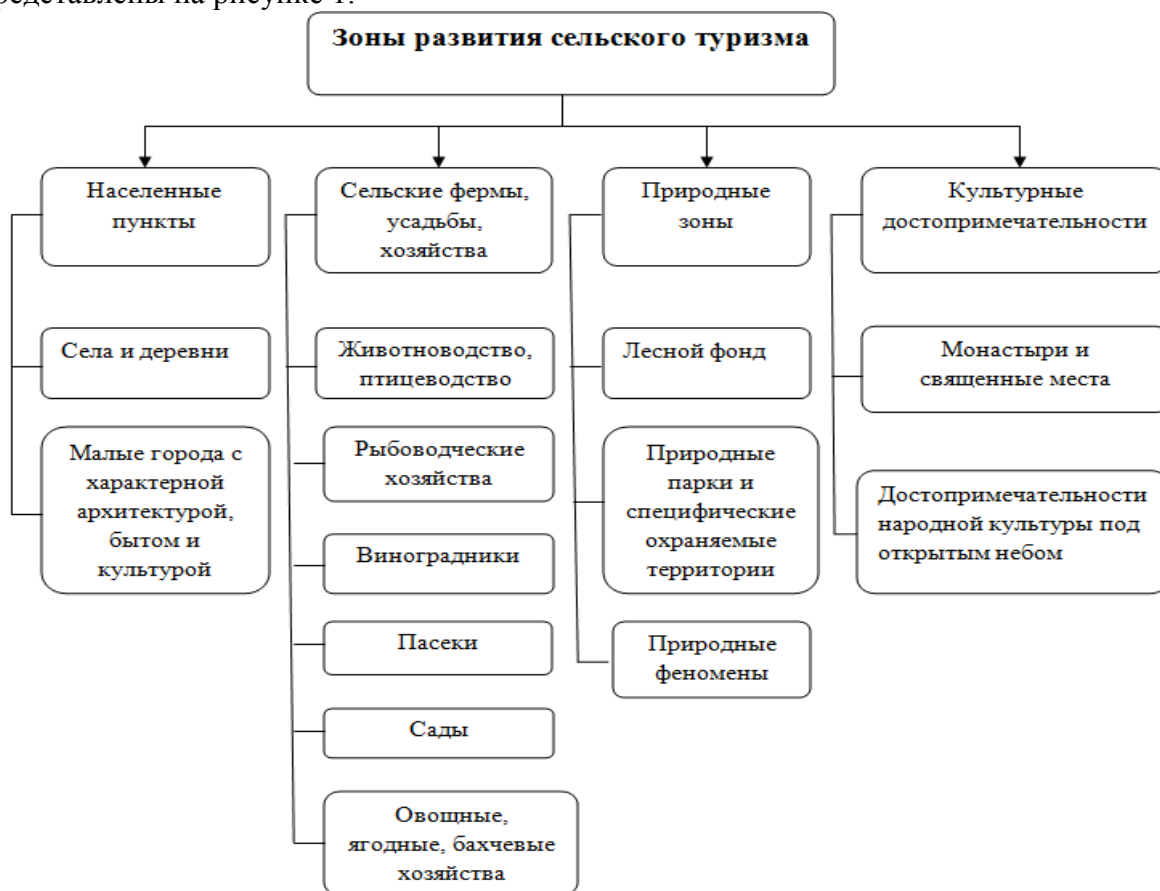 редставлены на рисунке 1.
Зоны развития сельского туризма
Населенные
пункты
Села и деревни
Малые города с
характерной
архитектурой,
бытом и
культурой
Сельские фермы,
усадьбы,
хозяйства
Животноводство,
птицеводство
Рыбоводческие
хозяйства
Виноградники
Пасеки
Сады
Овощные,
ягодные, бахчевые
хозяйства
Природные
зоны
Лесной фонд
Природные
парки и
специфические
охраняемые
территории
Природные
феномены
Культурные
достопримечательности
Монастыри и
священные места
Достопримечательности
народной культуры под
открытым небом